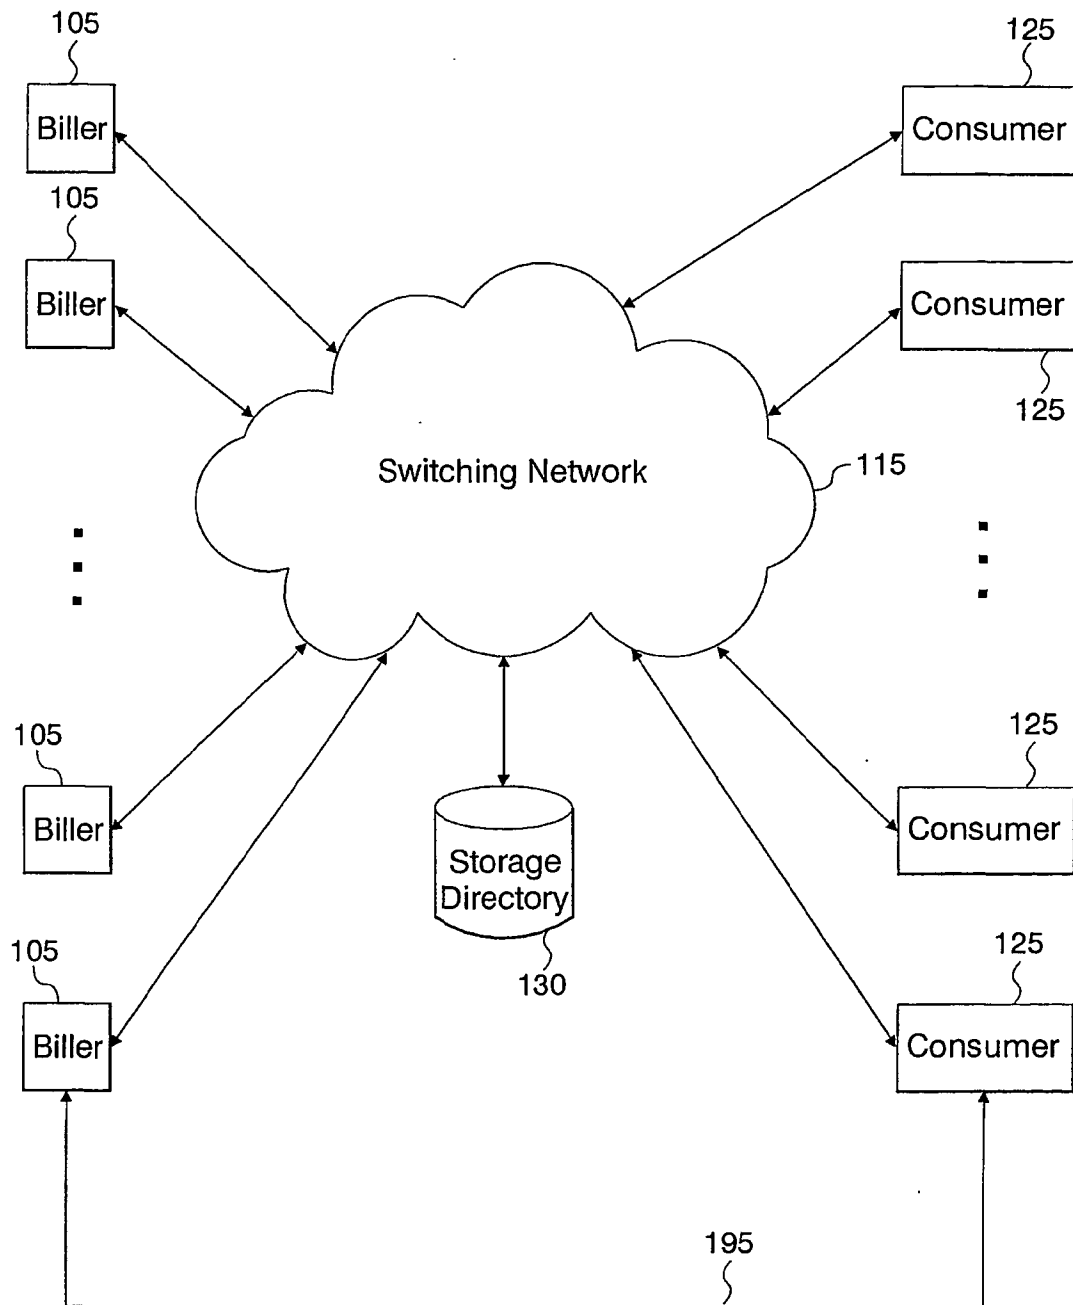 105
125
Biller
Consumer
105
Biller
Consumer
125
Switching Network
115
105
125
Biller
Consumer
Storage
Directory
130
105
125
Biller
Consumer
195